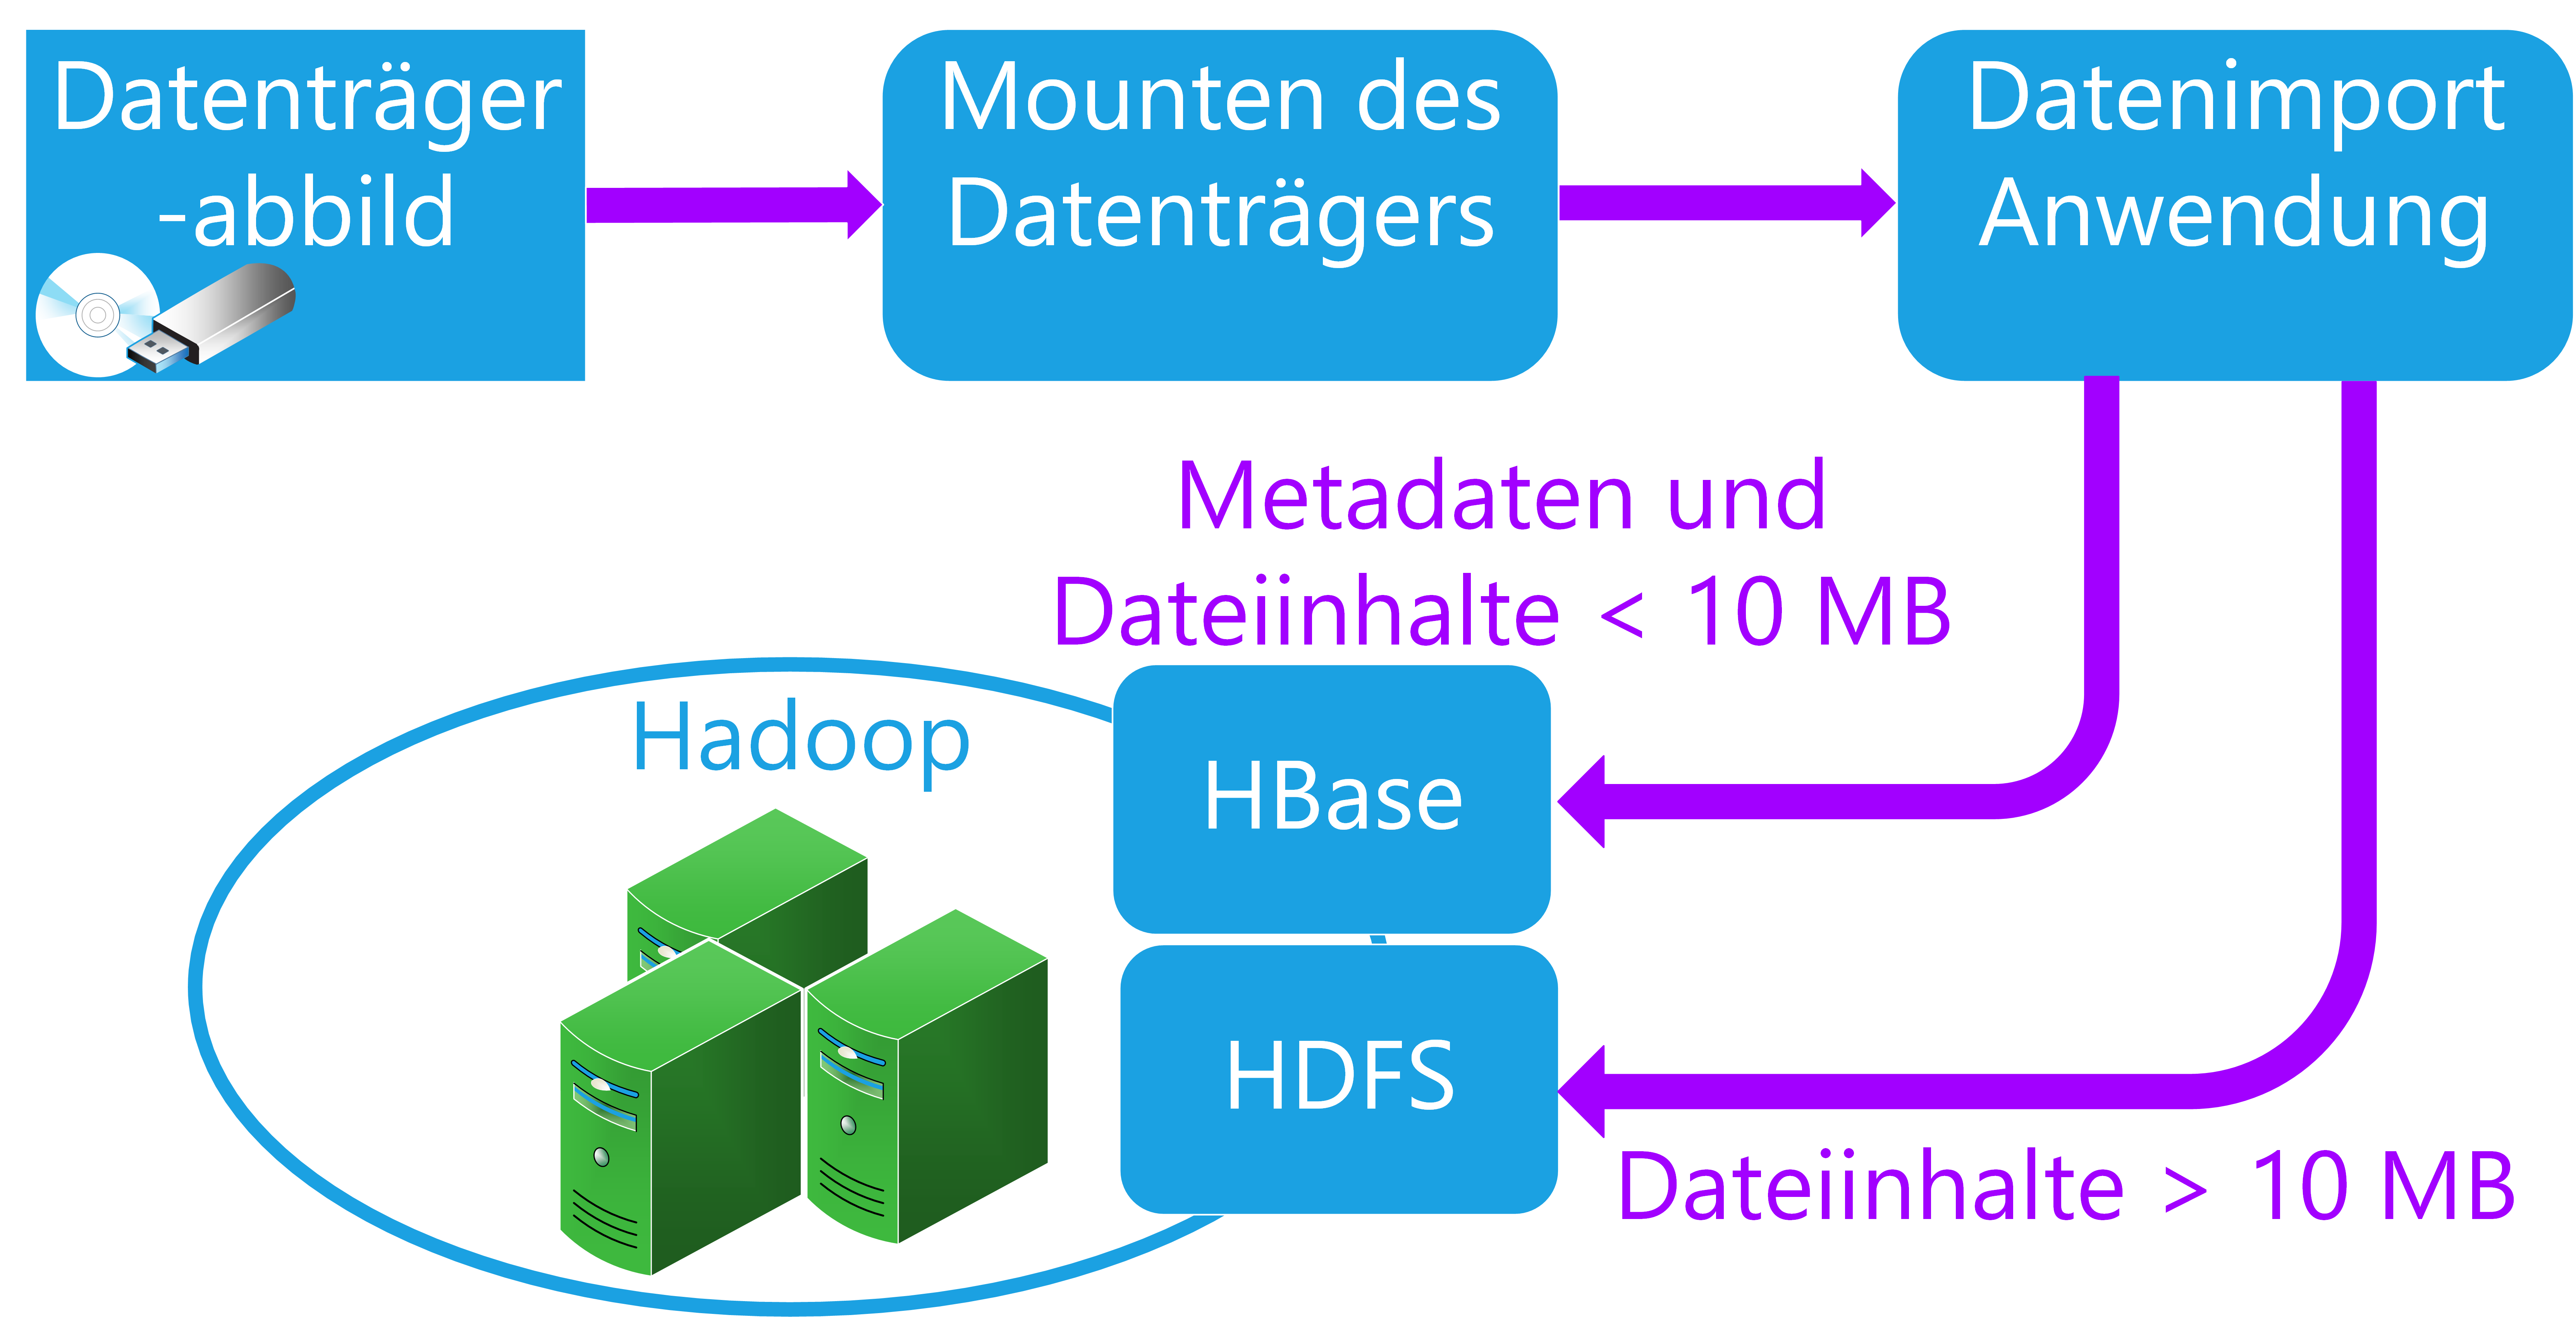 Datenträger
-abbild
Mounten des
Datenträgers
Datenimport
Anwendung
Metadaten und
Dateiinhalte < 10 MB
Hadoop
HBase
HDFS
Dateiinhalte > 10 MB